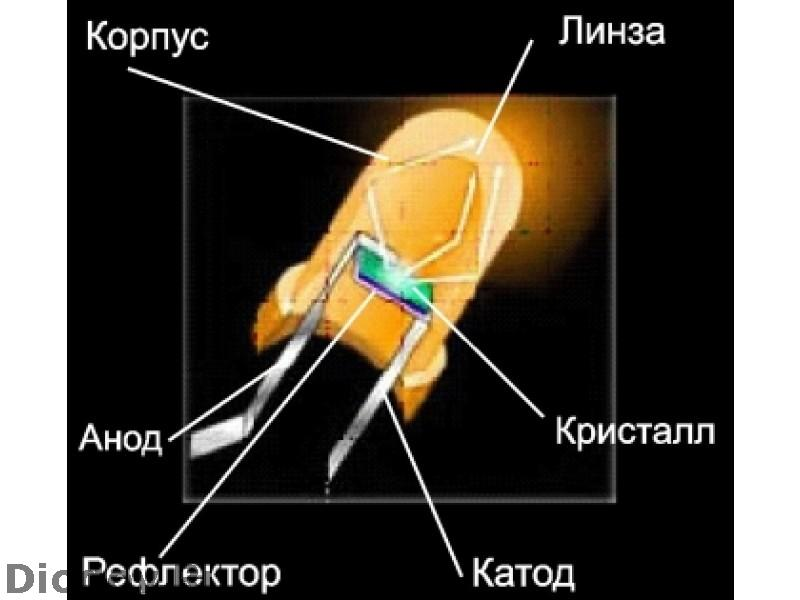 Корпус
Линза
Анод
Кристалл
Рефлектор
Катод